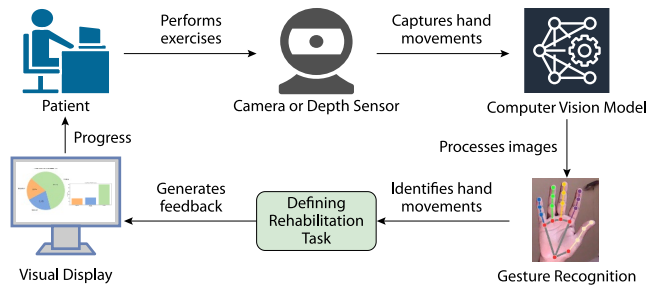 Performs
exercises
Captures hand
movements
Patient
Camera or Depth Sensor
Computer Vision Model
Progress
Processes images
Generates
feedback
Defining
Rehabilitation
Task
Identifies hand
movements
Visual Display
Gesture Recognition